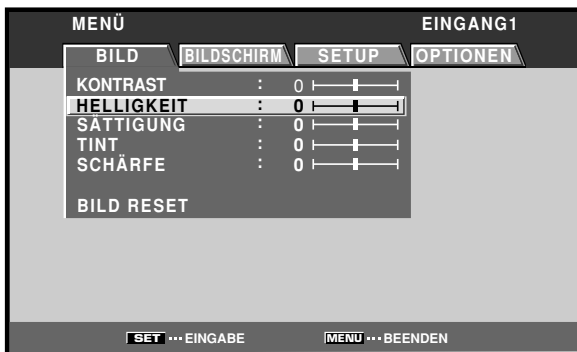 MENÜ EINGANG1
BILD BILDSCHIRM SETUP OPTIONEN
KONTRAST : 0
HELLIGKEIT : 0
SÄTTIGUNG : 0
TINT : 0
SCHÄRFE : 0
BILD RESET
SET ··· EINGABE MENU ··· BEENDEN